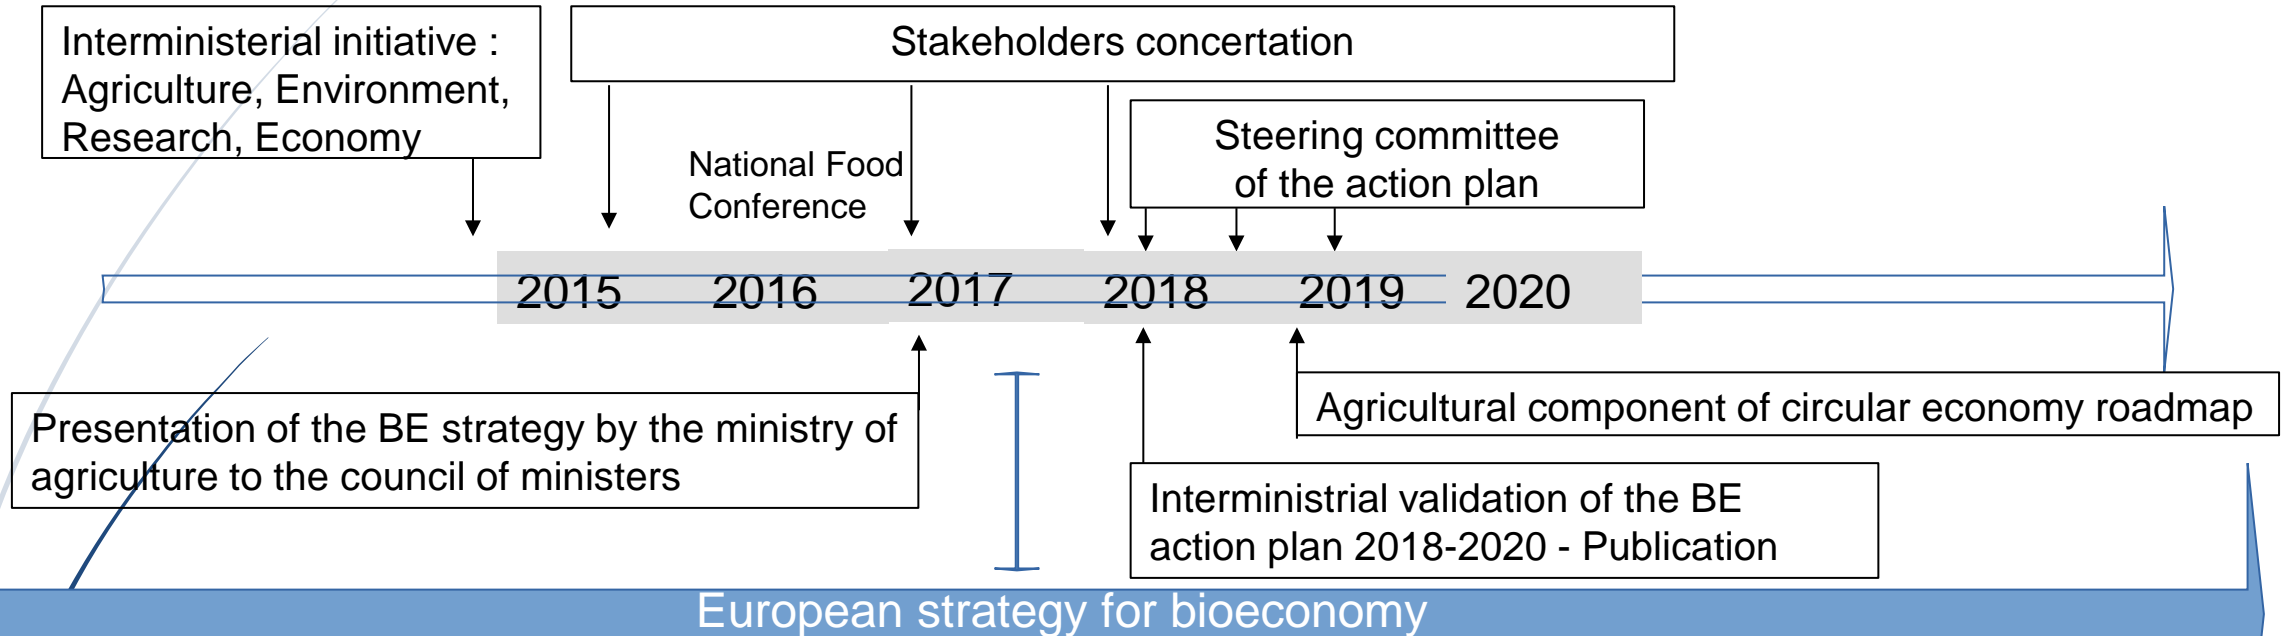 Interministerial initiative :
Agriculture, Environment,
Research, Economy
Stakeholders concertation
National Food
Conference
Steering committee
of the action plan
2015 2016 2017 2018 2019 2020
Presentation of the BE strategy by the ministry of
agriculture to the council of ministers
Agricultural component of circular economy roadmap
Interministrial validation of the BE
action plan 2018-2020 - Publication
European strategy for bioeconomy